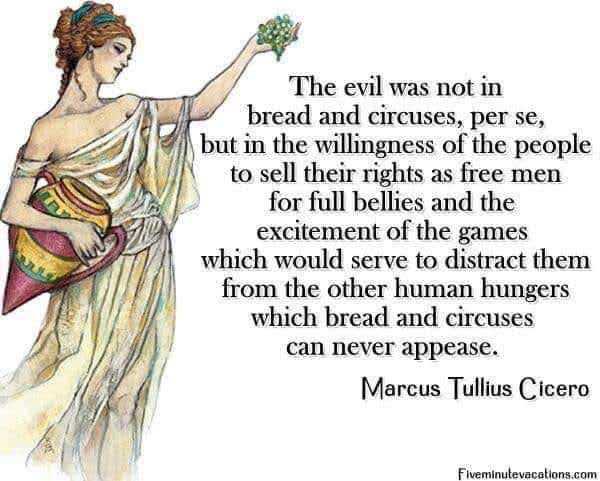 The evil was not in
bread and circuses, per se,
but in the willingness of the people
to sell their rights as free men
for full bellies and the
excitement of the games
which would serve to distract them
from the other human hungers
which bread and circuses
can never appease.
Marcus Tullius Cicero
Fiveminutevacations.com